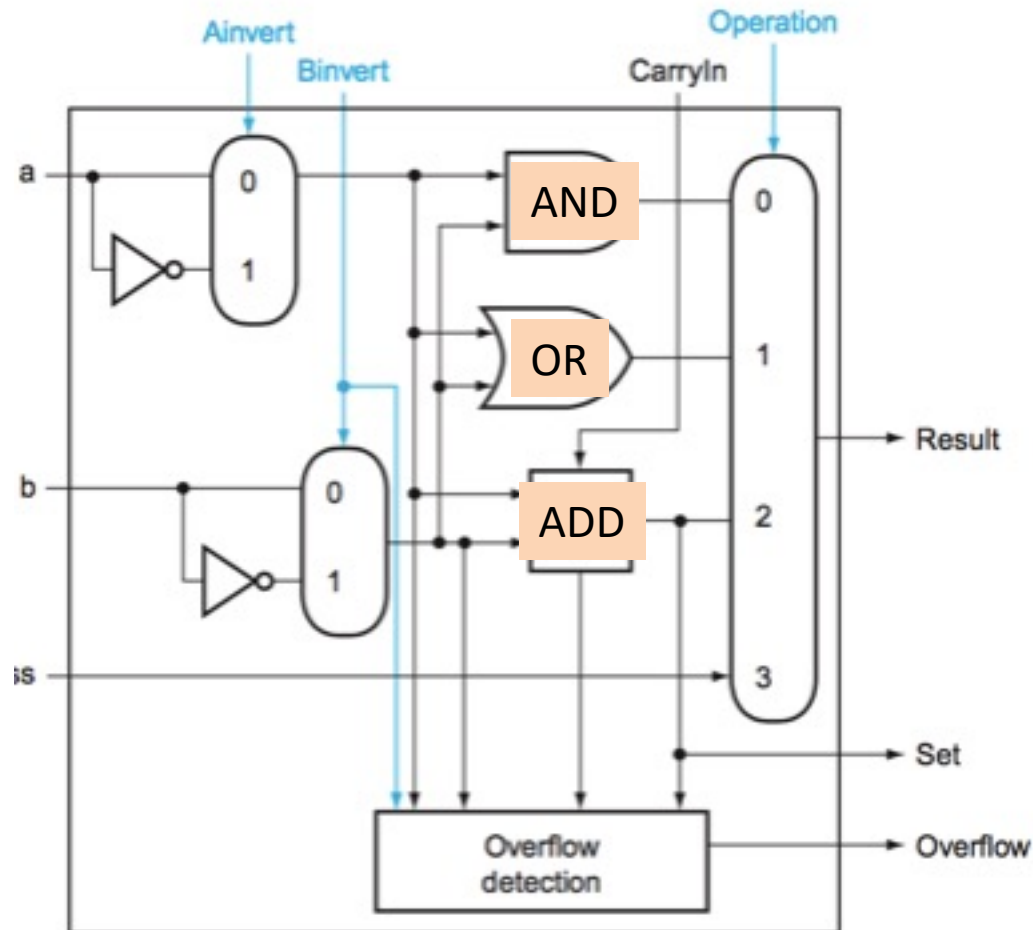 Ainvert
Operation
Binvert
CarryIn
a
0
1
AND
0
OR
1
Result
b
0
1
ADD
2
ss
3
Set
Overflow
detection
Overflow